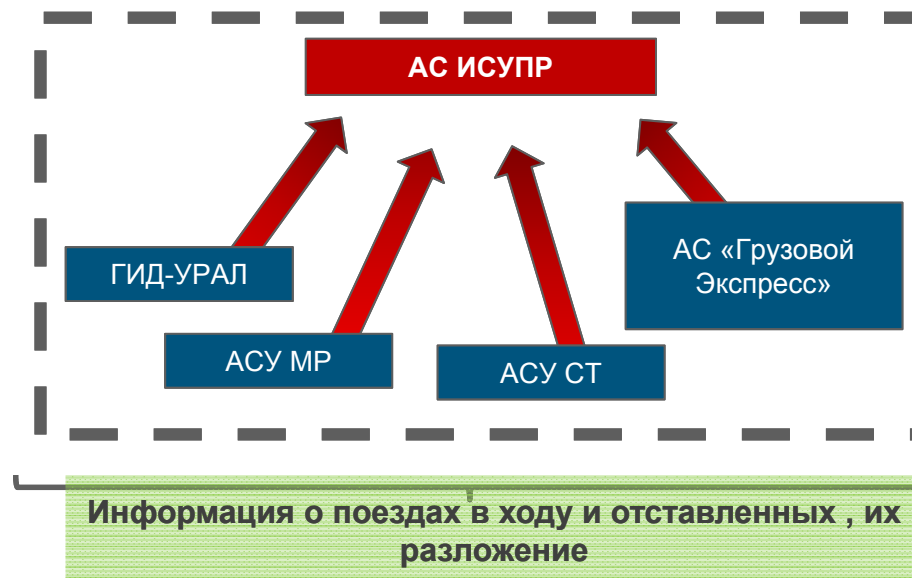 АС ИСУПР
ГИД-УРАЛ
АСУ МР
АСУ СТ
АС «Грузовой
Экспресс»
Информация о поездах в ходу и отставленных , их
разложение